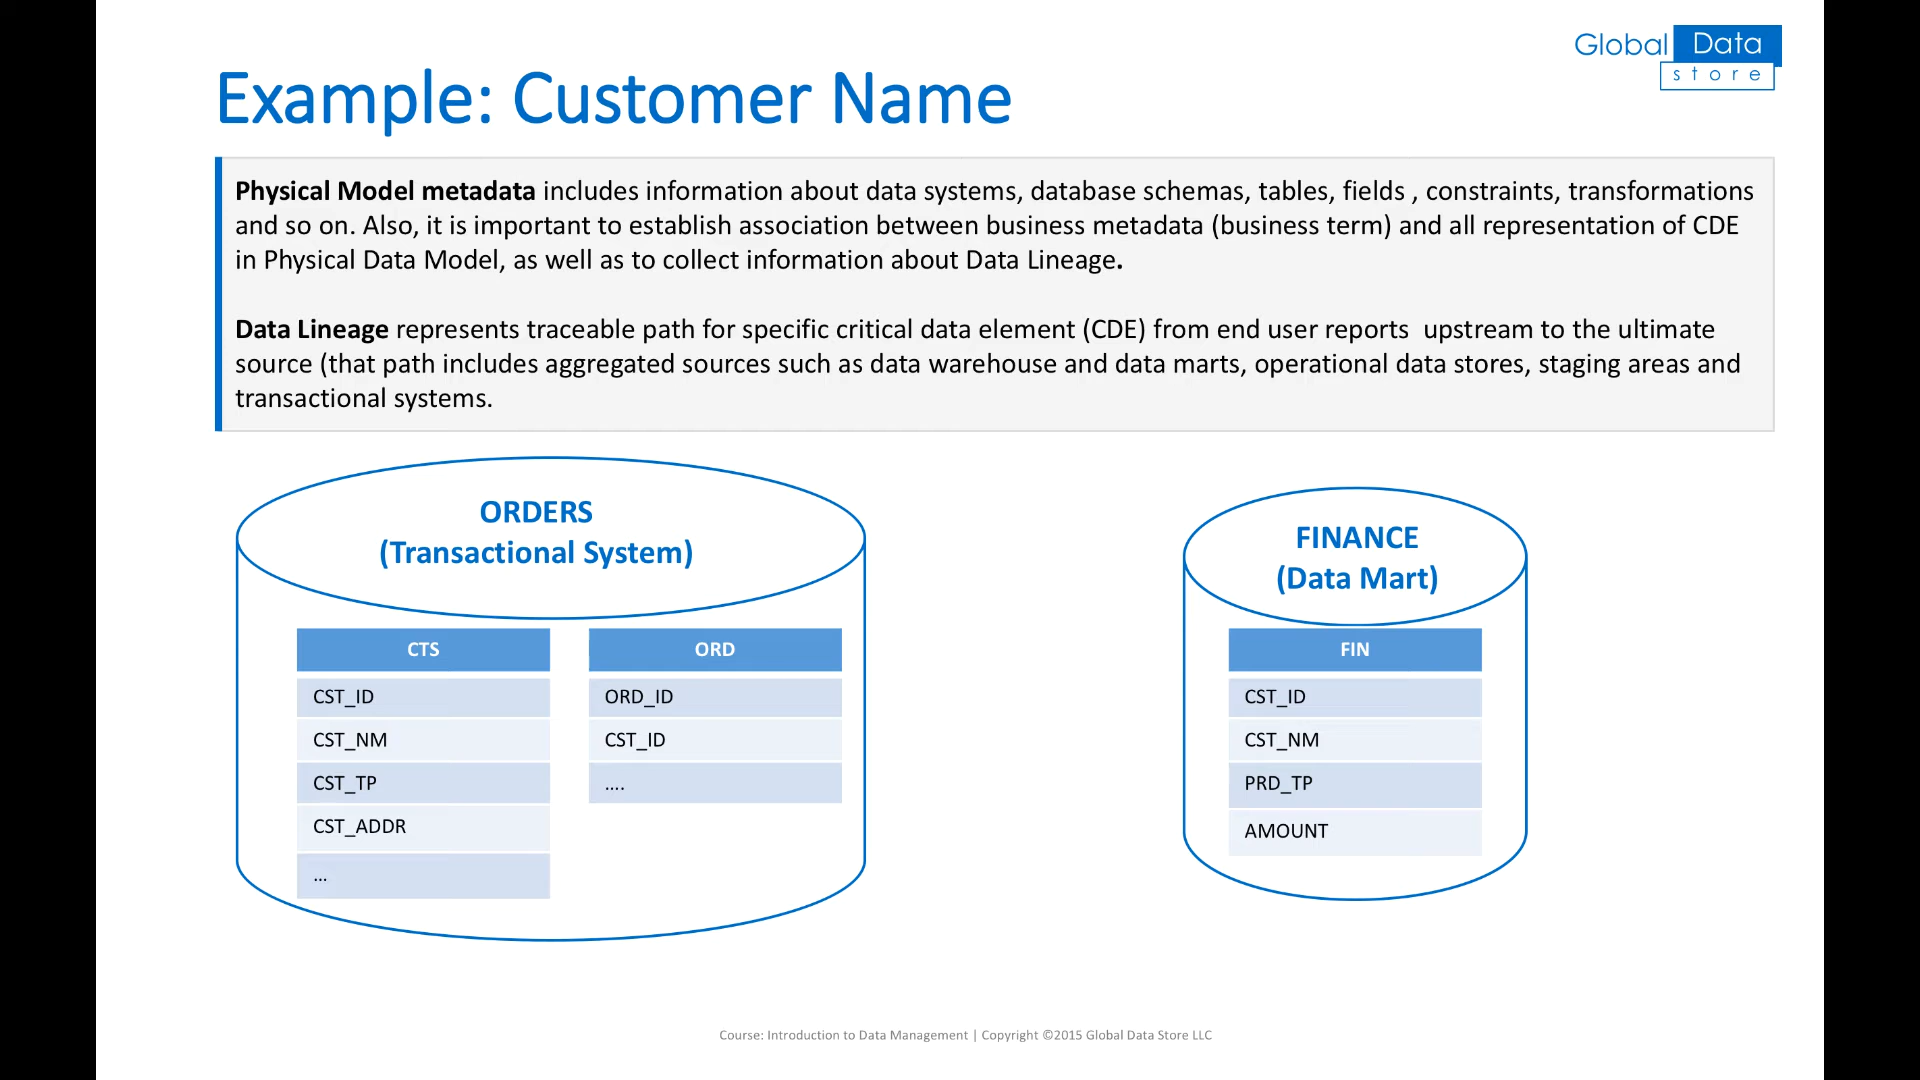 Global Data
store
Example: Customer Name
Physical Model metadata includes information about data systems, database schemas, tables, fields , constraints, transformations
and so on. Also, it is important to establish association between business metadata (business term) and all representation of CDE
in Physical Data Model, as well as to collect information about Data Lineage.
Data Lineage represents traceable path for specific critical data element (CDE) from end user reports  upstream to the ultimate
source (that path includes aggregated sources such as data warehouse and data marts, operational data stores, staging areas and
transactional systems.
ORDERS
(Transactional System)
CTS
CST_ID
CST_NM
CST_TP
CST_ADDR
...
ORD
ORD_ID
CST_ID
....
FINANCE
(Data Mart)
FIN
CST_ID
CST_NM
PRD_TP
AMOUNT
Course: Introduction to Data Management | Copyright ©2015 Global Data Store LLC